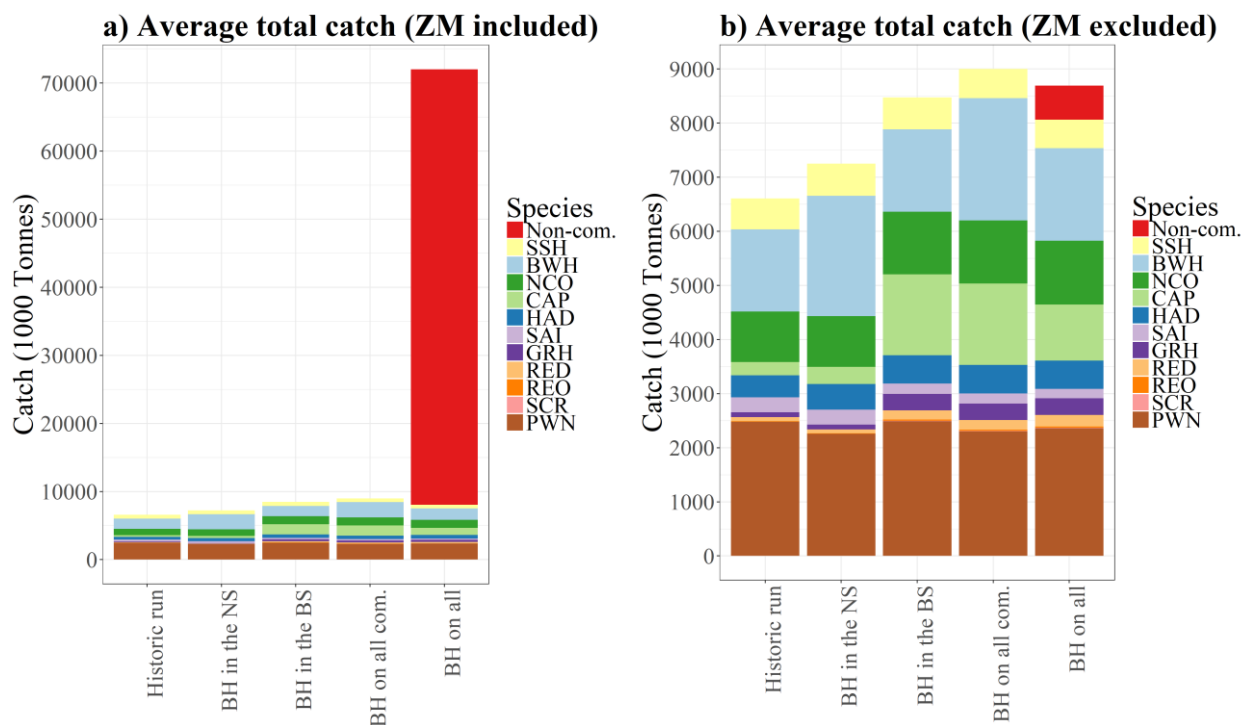 a) Average total catch (ZM included)
Catch (1000 Tonnes)
70000
60000
50000
40000
30000
20000
10000
0
Historic run
BH in the NS
BH in the BS
BH on all com.
BH on all
Species
Non-com.
SSH
BWH
NCO
CAP
HAD
SAI
GRH
RED
REO
SCR
PWN
b) Average total catch (ZM excluded)
Catch (1000 Tonnes)
9000
8000
7000
6000
5000
4000
3000
2000
1000
0
Historic run
BH in the NS
BH in the BS
BH on all com.
BH on all
Species
Non-com.
SSH
BWH
NCO
CAP
HAD
SAI
GRH
RED
REO
SCR
PWN